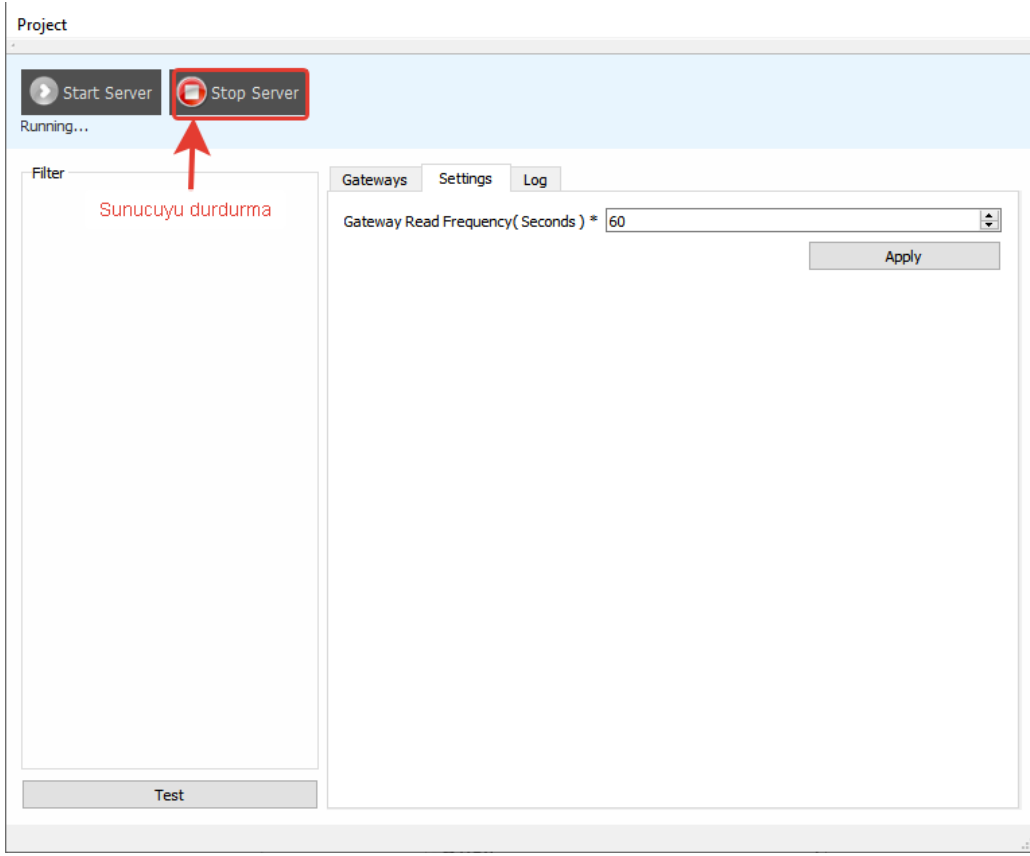 Project
Start Server
Stop Server
Running...
Filter
Sunucuyu durdurma
Gateways
Settings
Log
Gateway Read Frequency( Seconds ) *
60
Apply
Test